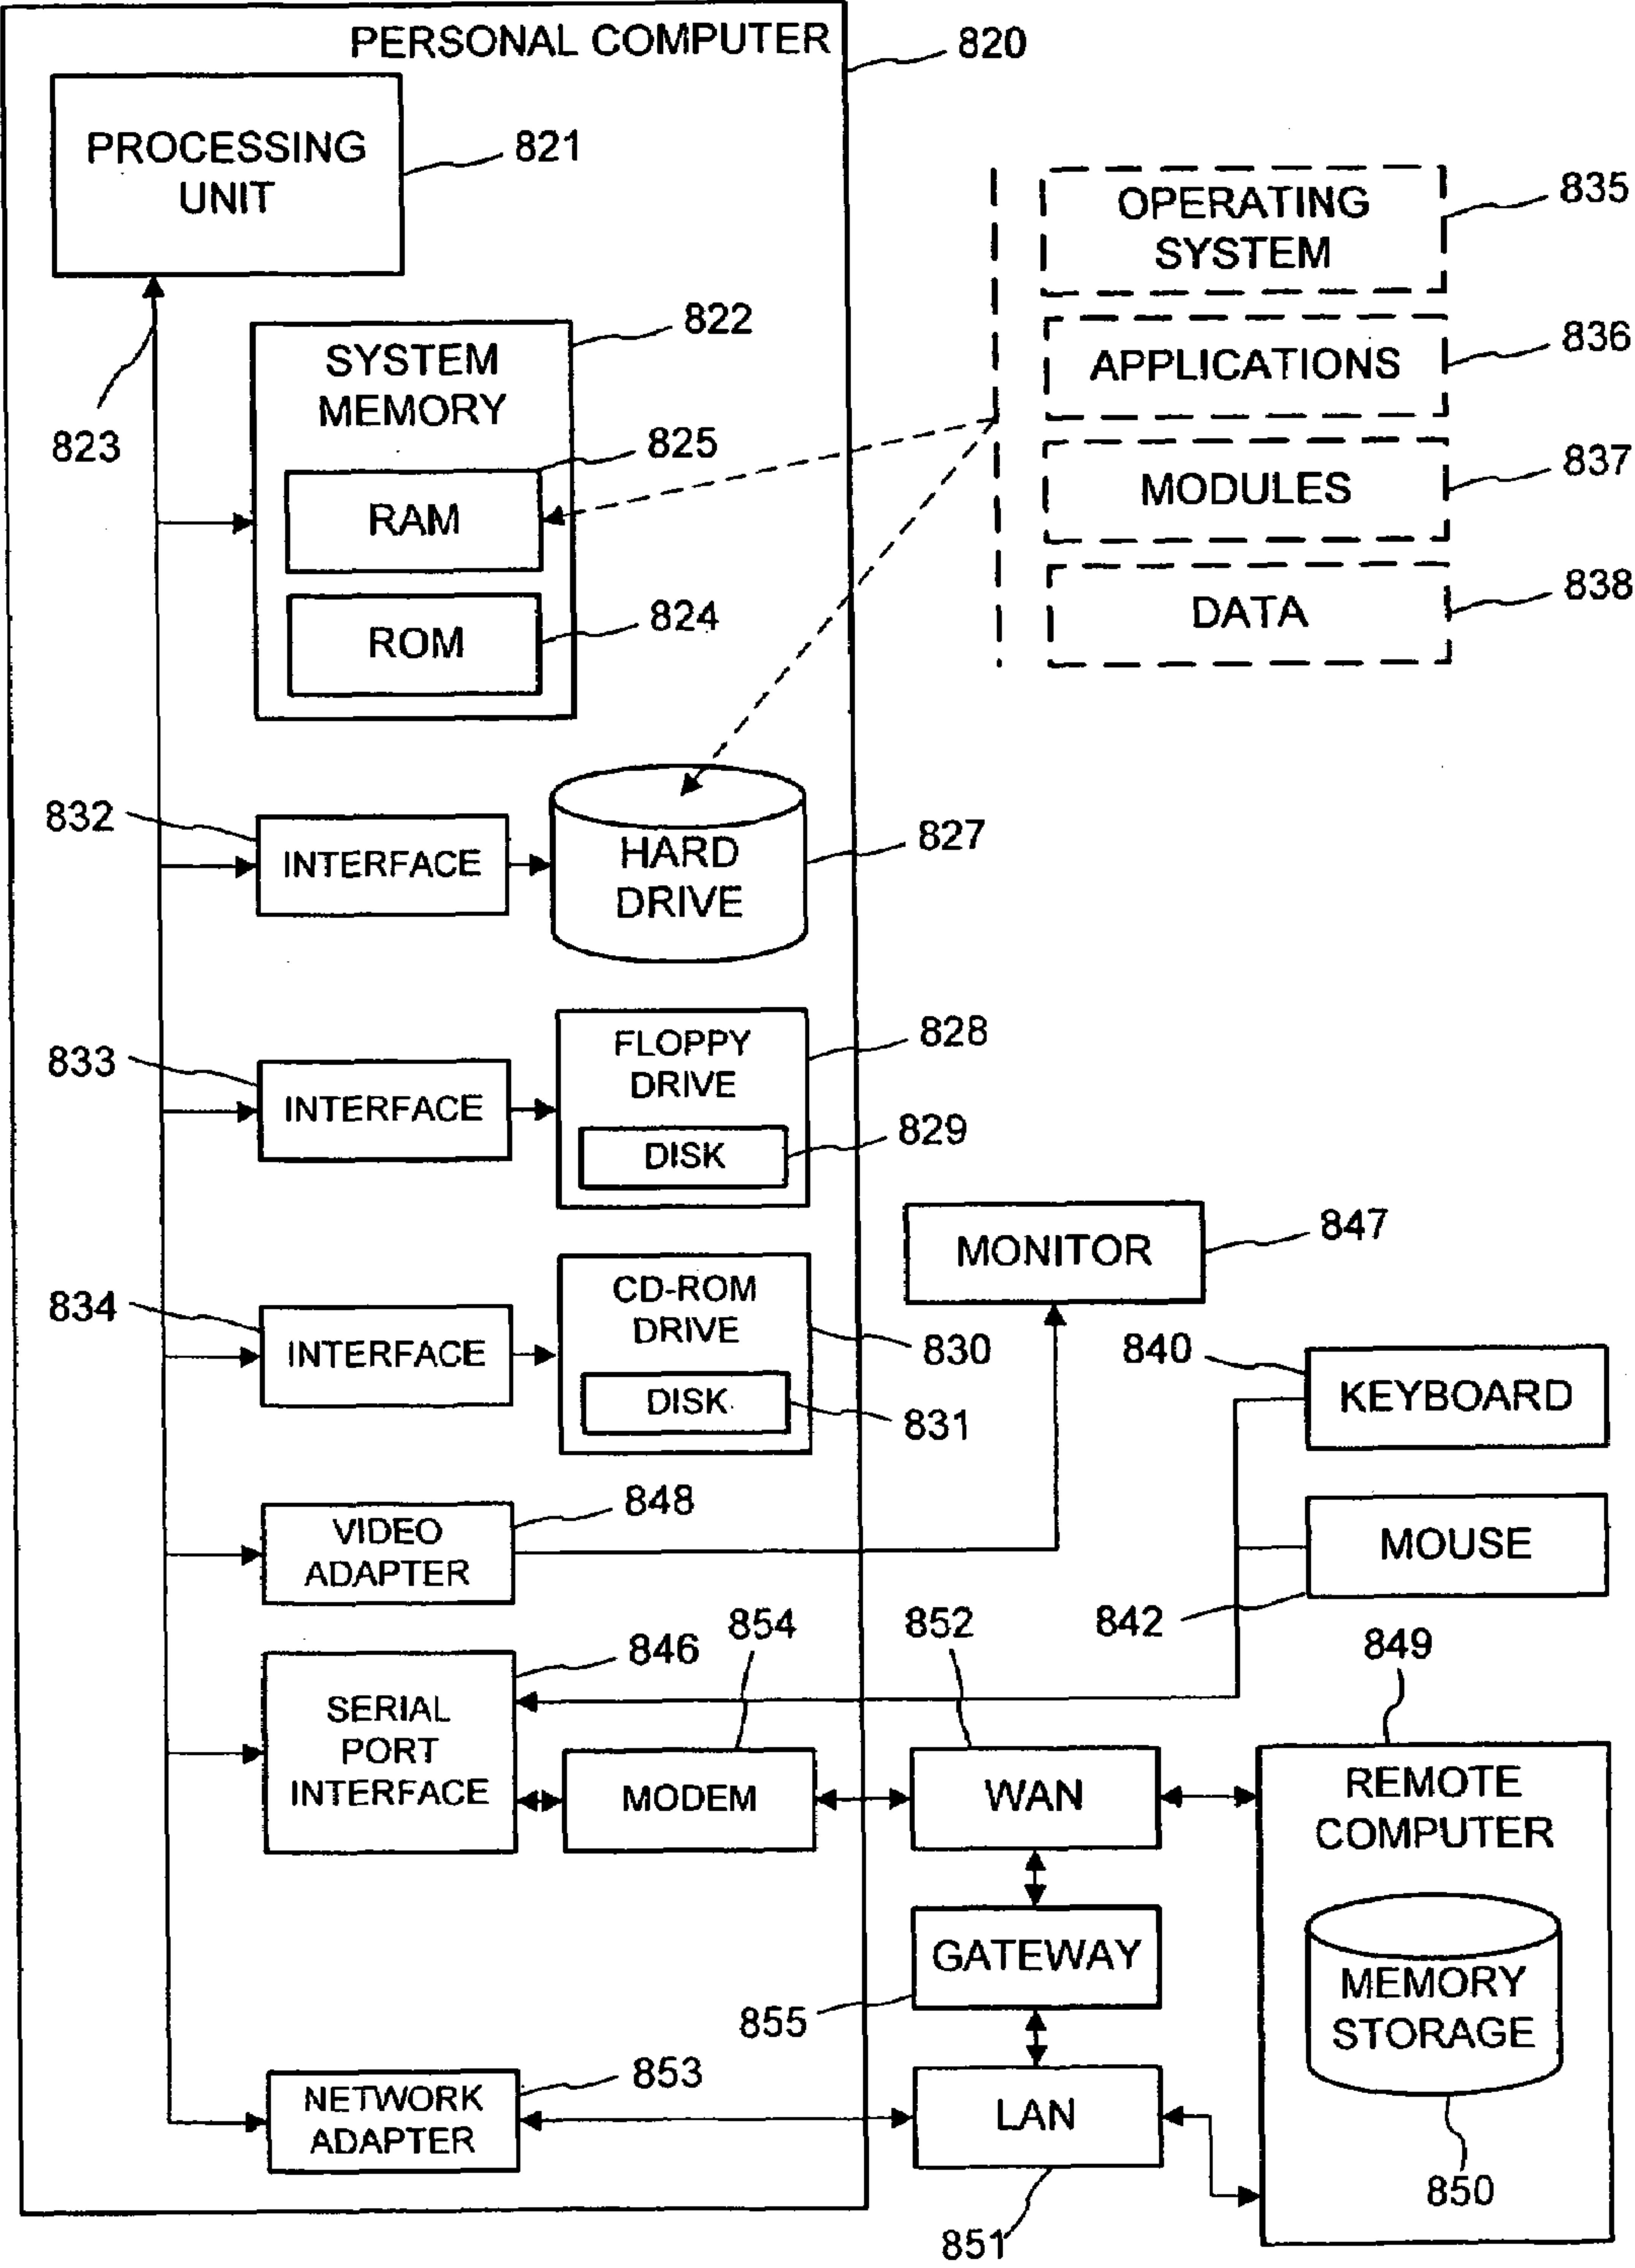 PERSONAL COMPUTER
820
PROCESSING
UNIT
821
823
SYSTEM
MEMORY
822
RAM
825
ROM
824
OPERATING
SYSTEM
835
APPLICATIONS
836
MODULES
837
DATA
838
832
INTERFACE
HARD
DRIVE
827
833
INTERFACE
FLOPPY
DRIVE
828
DISK
829
834
INTERFACE
CD-ROM
DRIVE
830
DISK
831
MONITOR
847
840
KEYBOARD
MOUSE
842
VIDEO
ADAPTER
848
SERIAL
PORT
INTERFACE
846
854
MODEM
852
WAN
849
REMOTE
COMPUTER
MEMORY
STORAGE
850
GATEWAY
855
NETWORK
ADAPTER
853
LAN
851